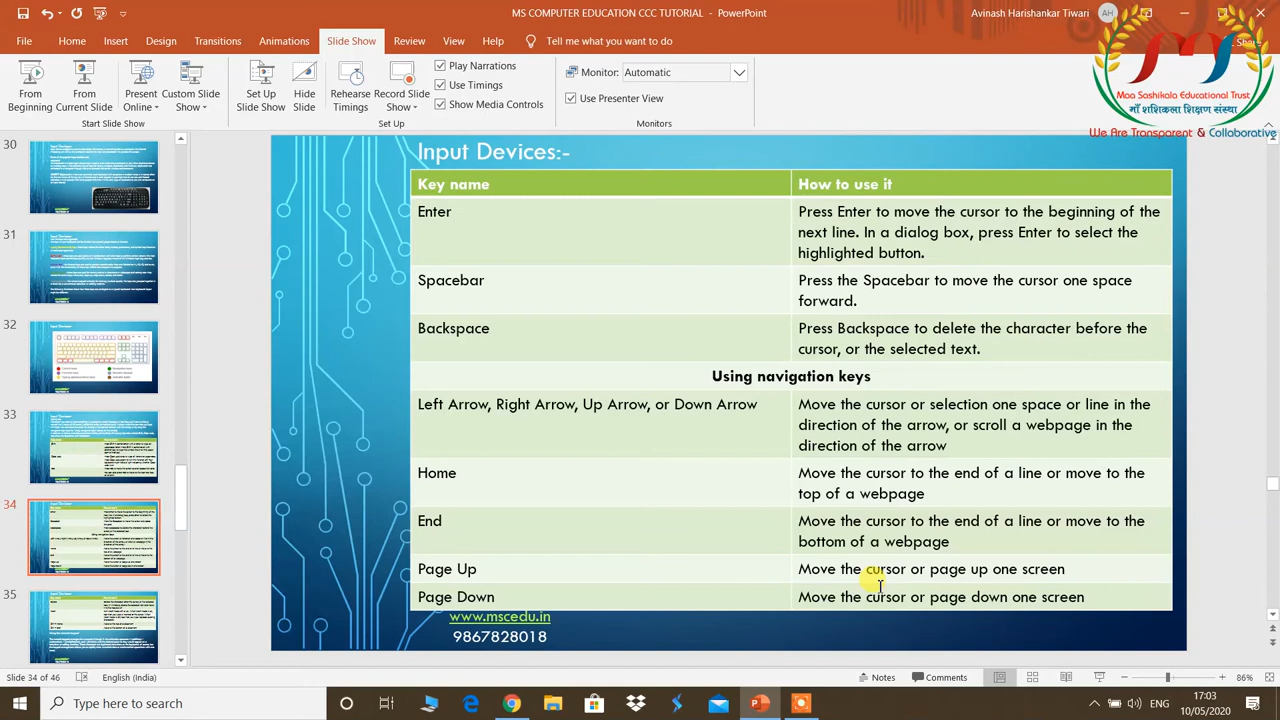 MS COMPUTER EDUCATION CCC TUTORIAL - PowerPoint
Avinash Harishankar Tiwari
AH
File Home Insert Design Transitions Animations Slide Show Review View Help Tell me what you want to do
From Beginning
From Current Slide
Present Online
Custom Slide Show
Start Slide Show
Set Up Slide Show
Hide Slide
Rehearse Timings
Record Slide Show
Play Narrations
Use Timings
Show Media Controls
Set Up
Monitor: Automatic
Use Presenter View
Monitors
Maa Sashikala Educational Trust
माँ शशिकला शिक्षण संस्था
We Are Transparent & Collaborative
30
31
32
33
34
35
Input Devices:-
Key name How to use it
Enter Press Enter to move the cursor to the beginning of the
next line. In a dialog box, press Enter to select the
highlighted button.
Spacebar Press the Spacebar to move the cursor one space
forward.
Backspace Press Backspace to delete the character before the
cursor, or the selected text.
Using navigation keys
Left Arrow, Right Arrow, Up Arrow, or Down Arrow Move the cursor or selection one space or line in the
direction of the arrow, or scroll a webpage in the
direction of the arrow
Home Move the cursor to the end of a line or move to the
top of a webpage
End Move the cursor to the end of a line or move to the
bottom of a webpage
Page Up Move the cursor or page up one screen
Page Down Move the cursor or page down one screen
www.mscedu.in
9867828018
Slide 34 of 46 English (India) Notes Comments 86%
Type here to search
ENG
17:03
10/05/2020